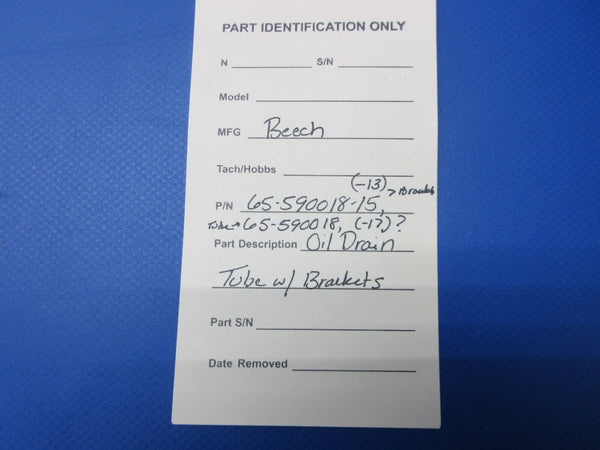 PART IDENTIFICATION ONLY
N S/N
Model
MFG Beech
Tach/Hobbs
(-13) > Brackets
P/N 65-590018-15,
Tube → 65-590018, (-17)?
Part Description Oil Drain
Tube w/ Brackets
Part S/N
Date Removed